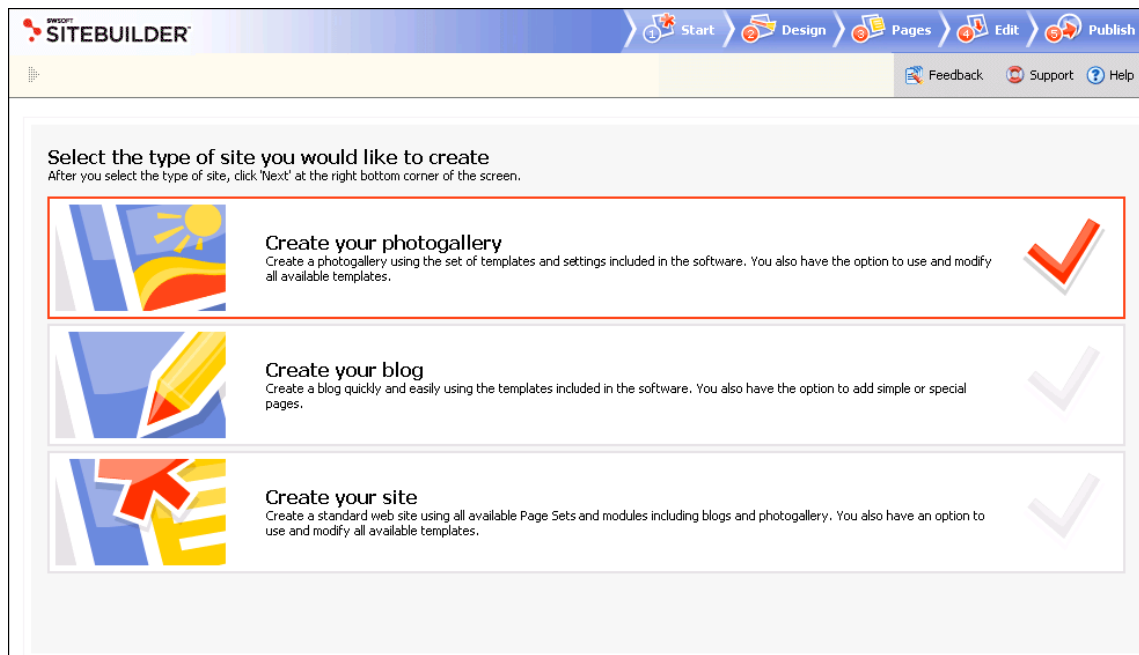 SWSOFT
SITEBUILDER™
1 Start 2 Design 3 Pages 4 Edit 5 Publish
Feedback Support ? Help
Select the type of site you would like to create
After you select the type of site, click 'Next' at the right bottom corner of the screen.
Create your photogallery
Create a photogallery using the set of templates and settings included in the software. You also have the option to use and modify
all available templates.
Create your blog
Create a blog quickly and easily using the templates included in the software. You also have the option to add simple or special
pages.
Create your site
Create a standard web site using all available Page Sets and modules including blogs and photogallery. You also have an option to
use and modify all available templates.